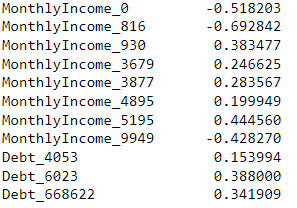 MonthlyIncome_0 -0.518203
MonthlyIncome_816 -0.692842
MonthlyIncome_930 0.383477
MonthlyIncome_3679 0.246625
MonthlyIncome_3877 0.283567
MonthlyIncome_4895 0.199949
MonthlyIncome_5195 0.444560
MonthlyIncome_9949 -0.428270
Debt_4053 0.153994
Debt_6023 0.388000
Debt_668622 0.341909